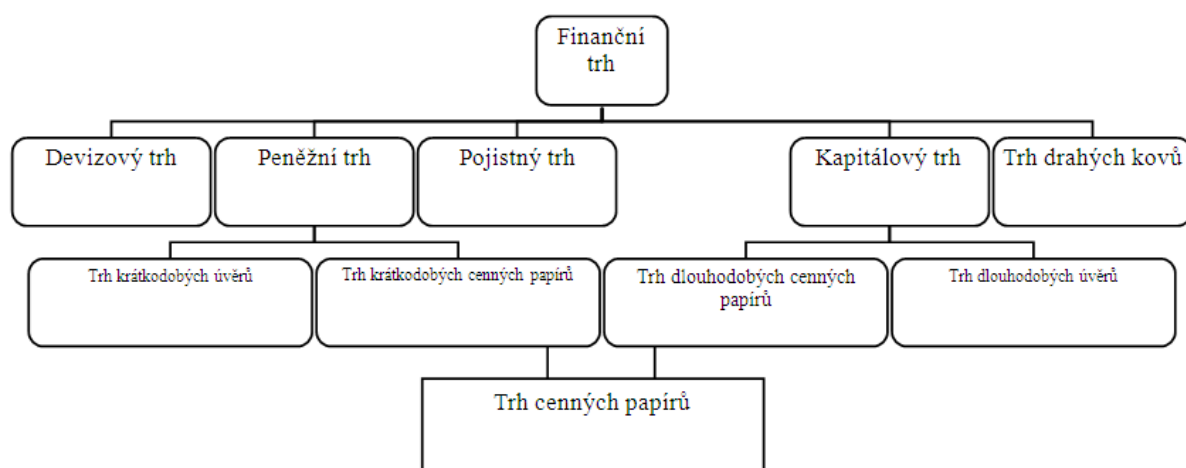 Finanční
trh
Devizový trh
Peněžní trh
Pojistný trh
Kapitálový trh
Trh drahých kovů
Trh krátkodobých úvěrů
Trh krátkodobých cenných papírů
Trh dlouhodobých cenných
papírů
Trh dlouhodobých úvěrů
Trh cenných papírů